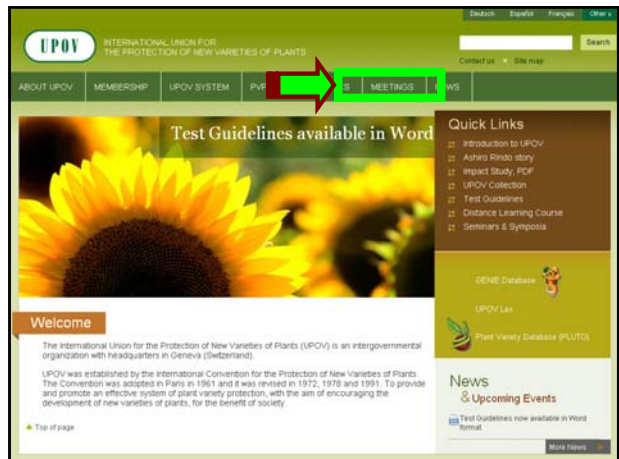 Deutsch Español Français Other
UPOV
INTERNATIONAL UNION FOR
THE PROTECTION OF NEW VARIETIES OF PLANTS
Search
Contact us Site map
ABOUT UPOV MEMBERSHIP UPOV SYSTEM MEETINGS
Test Guidelines available in Word
Quick Links
Introduction to UPOV
Ashiro Rindo story
Impact Study, PDF
UPOV Collection
Test Guidelines
Distance Learning Course
Seminars & Symposia
GENIE Database
UPOV Lex
Plant Variety Database (PLUTO)
Welcome
The International Union for the Protection of New Varieties of Plants (UPOV) is an intergovernmental
organization with headquarters in Geneva (Switzerland).
UPOV was established by the International Convention for the Protection of New Varieties of Plants.
The Convention was adopted in Paris in 1961 and it was revised in 1972, 1978 and 1991. To provide
and promote an effective system of plant variety protection, with the aim of encouraging the
development of new varieties of plants, for the benefit of society.
Top of page
News
& Upcoming Events
Test Guidelines now available in Word
format
More News